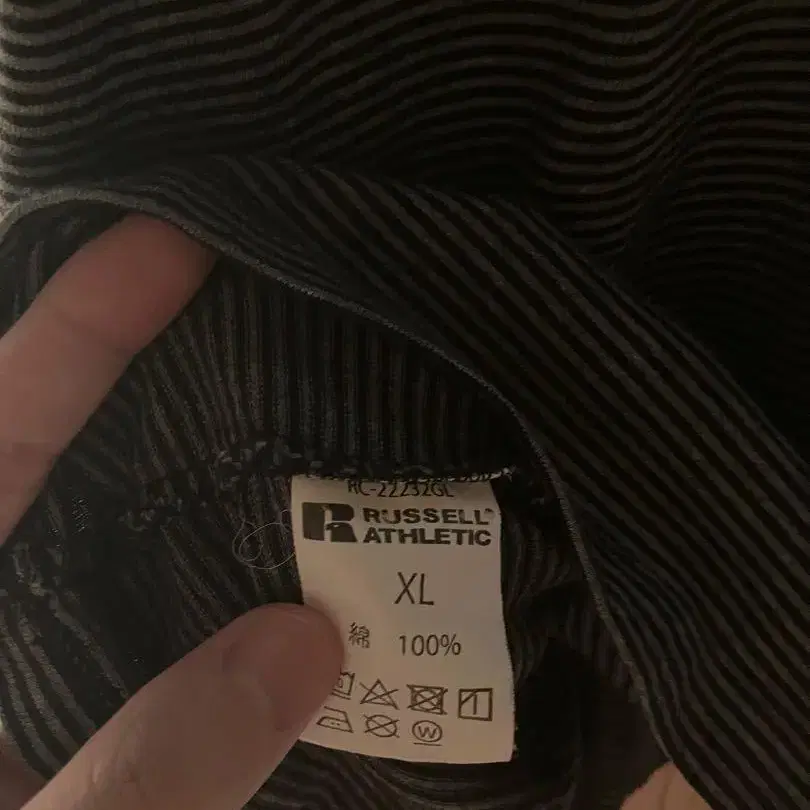 RC-22232GL
RUSSELL
ATHLETIC
XL
綿 100%
W